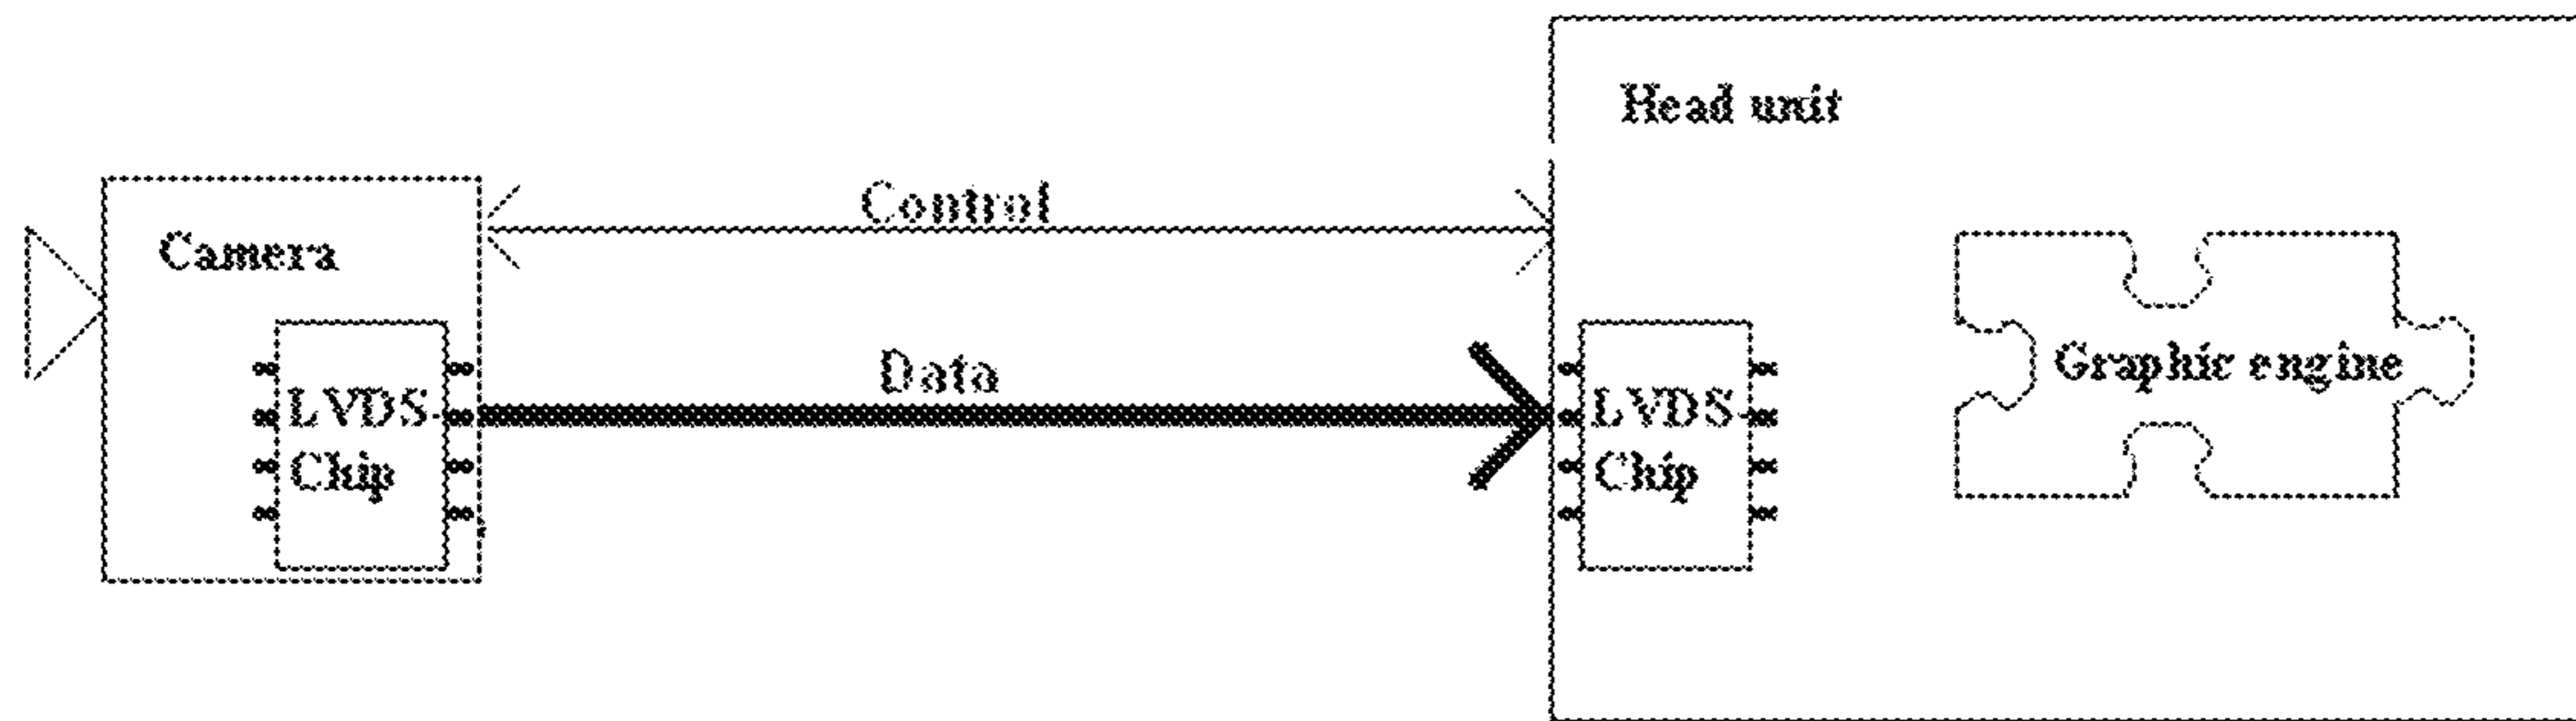 Head unit
Control
Camera
Data
LVDS-
Chip
LVDS-
Chip
Graphic engine